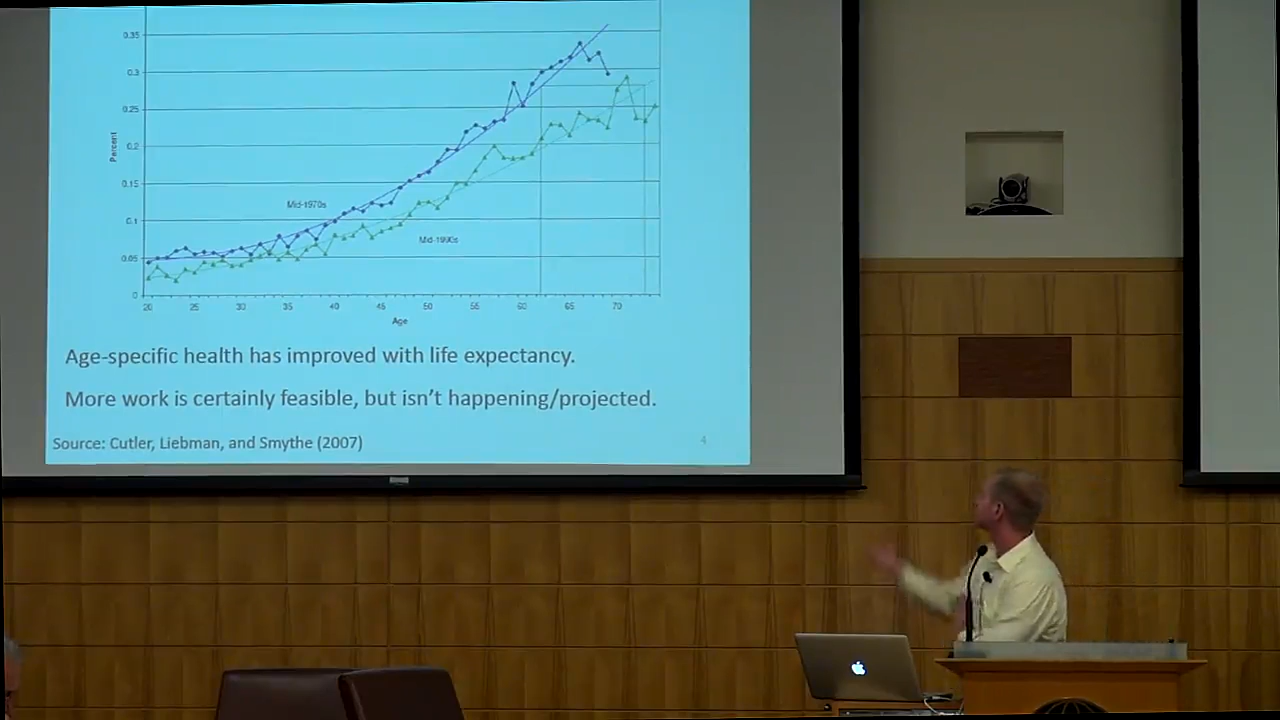 0.35
0.3
0.25
Percent
0.2
0.15
Mid-1970s
0.1
Mid-1990s
0.05
0
20 25 30 35 40 45 50 55 60 65 70
Age
Age-specific health has improved with life expectancy.
More work is certainly feasible, but isn't happening/projected.
Source: Cutler, Liebman, and Smythe (2007)
4